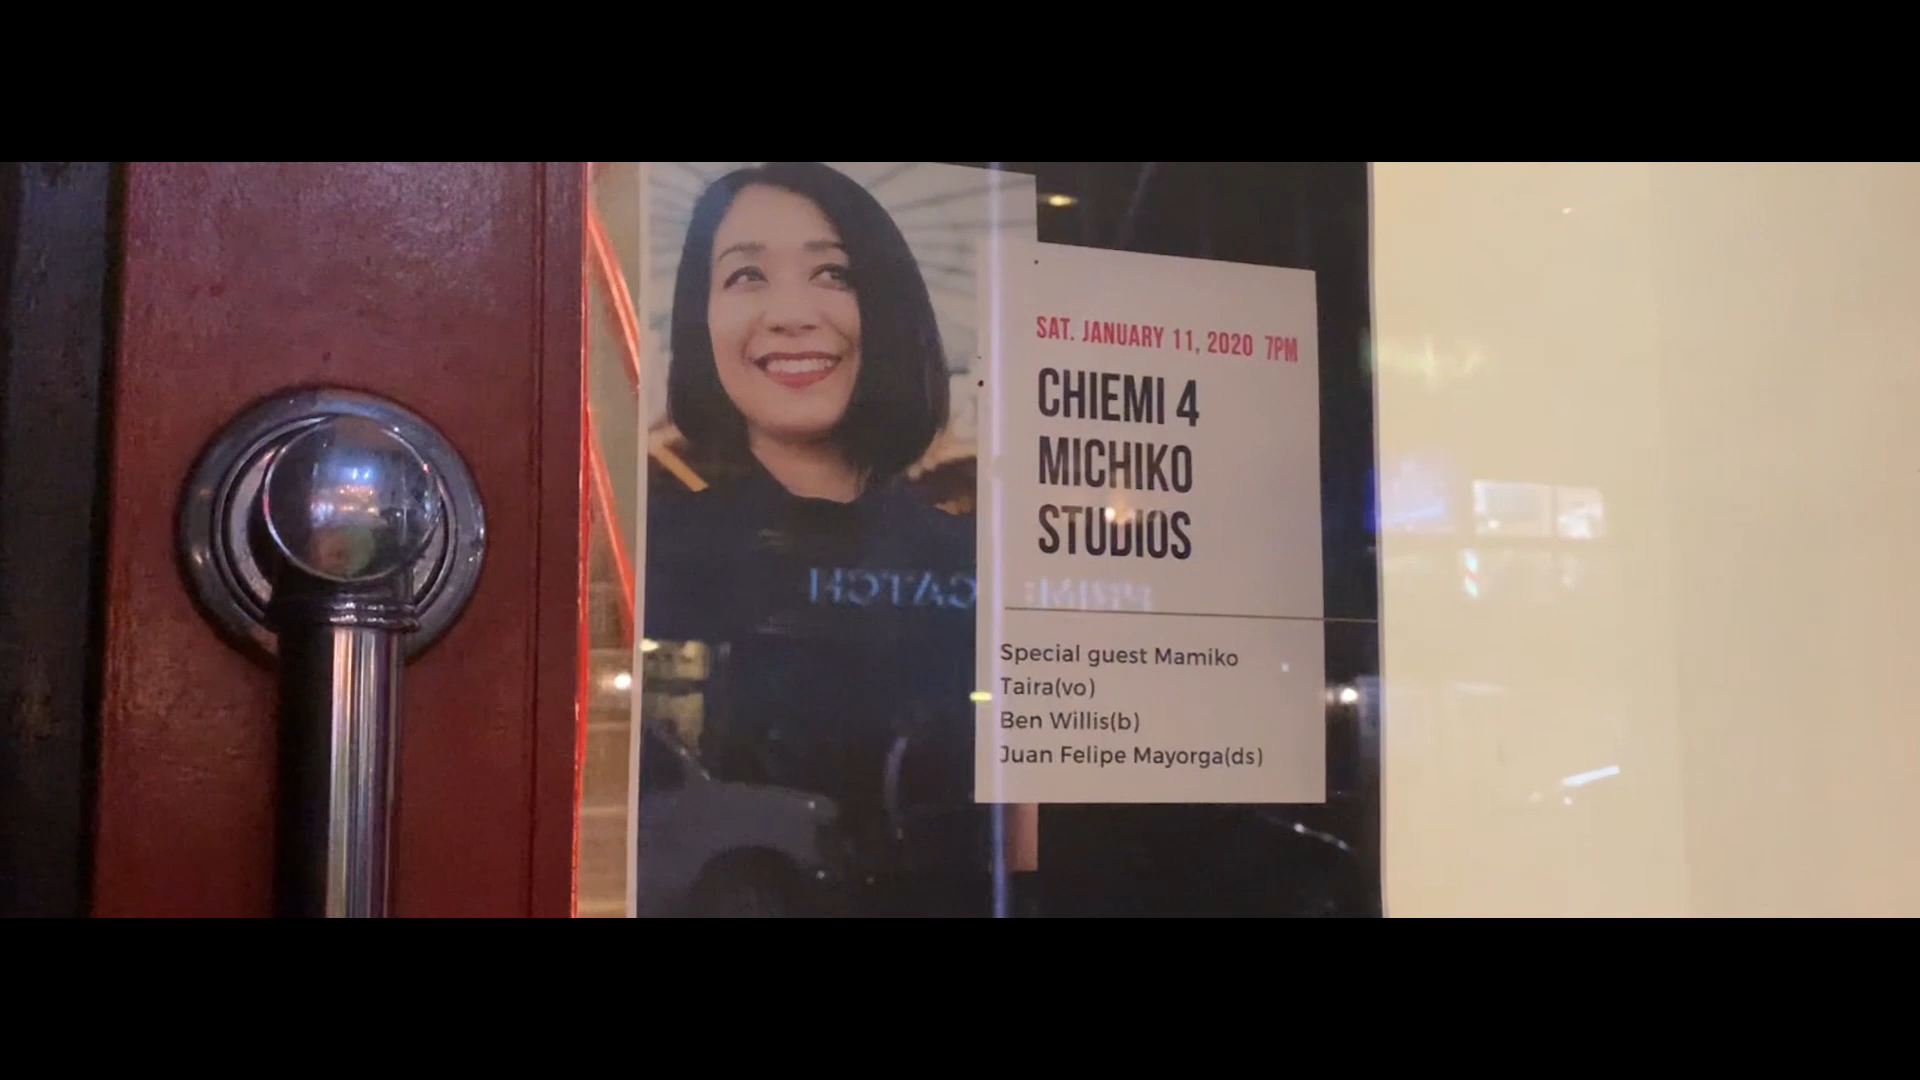 SAT. JANUARY 11, 2020 7PM
CHIEMI 4
MICHIKO
STUDIOS
Special guest Mamiko
Taira(vo)
Ben Willis(b)
Juan Felipe Mayorga(ds)